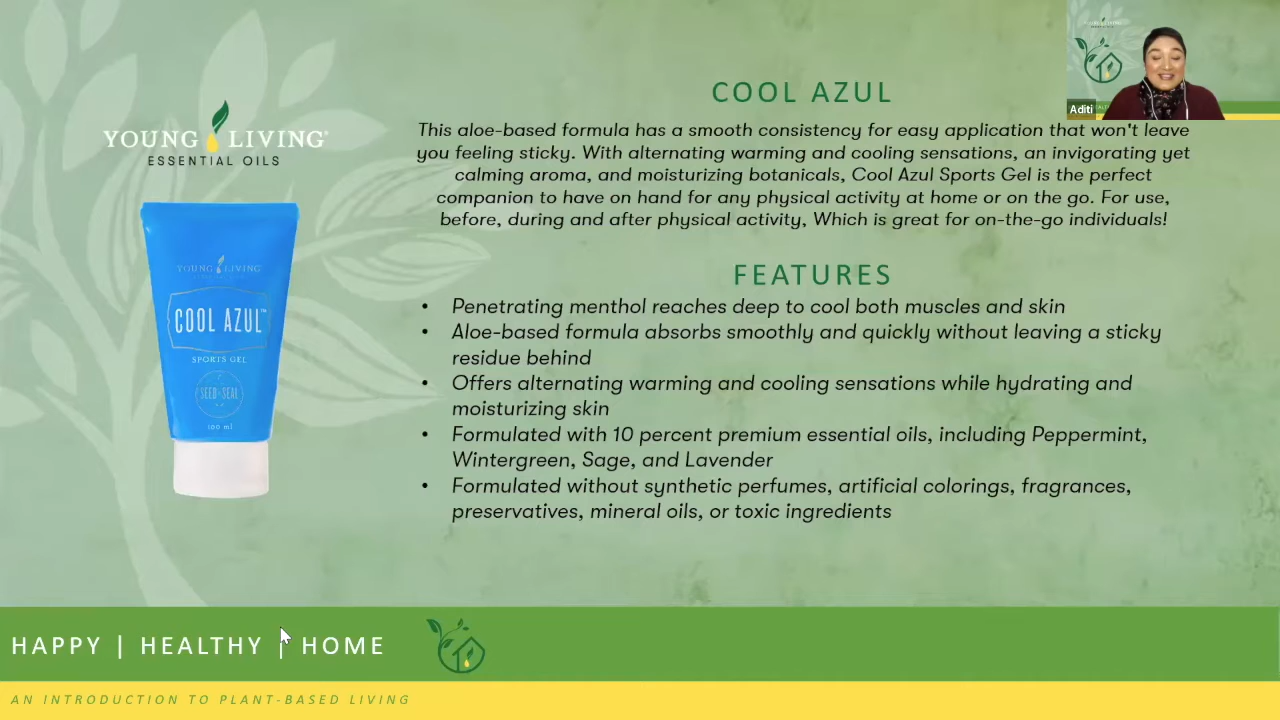 COOL AZUL
This aloe-based formula has a smooth consistency for easy application that won't leave
you feeling sticky. With alternating warming and cooling sensations, an invigorating yet
calming aroma, and moisturizing botanicals, Cool Azul Sports Gel is the perfect
companion to have on hand for any physical activity at home or on the go. For use,
before, during and after physical activity, Which is great for on-the-go individuals!
FEATURES
• Penetrating menthol reaches deep to cool both muscles and skin
• Aloe-based formula absorbs smoothly and quickly without leaving a sticky
residue behind
• Offers alternating warming and cooling sensations while hydrating and
moisturizing skin
• Formulated with 10 percent premium essential oils, including Peppermint,
Wintergreen, Sage, and Lavender
• Formulated without synthetic perfumes, artificial colorings, fragrances,
preservatives, mineral oils, or toxic ingredients
YOUNG LIVING®
ESSENTIAL OILS
YOUNG LIVING
COOL AZUL™
SPORTS GEL
SEED TO SEAL
100 ml
Aditi
HAPPY | HEALTHY | HOME
AN INTRODUCTION TO PLANT-BASED LIVING